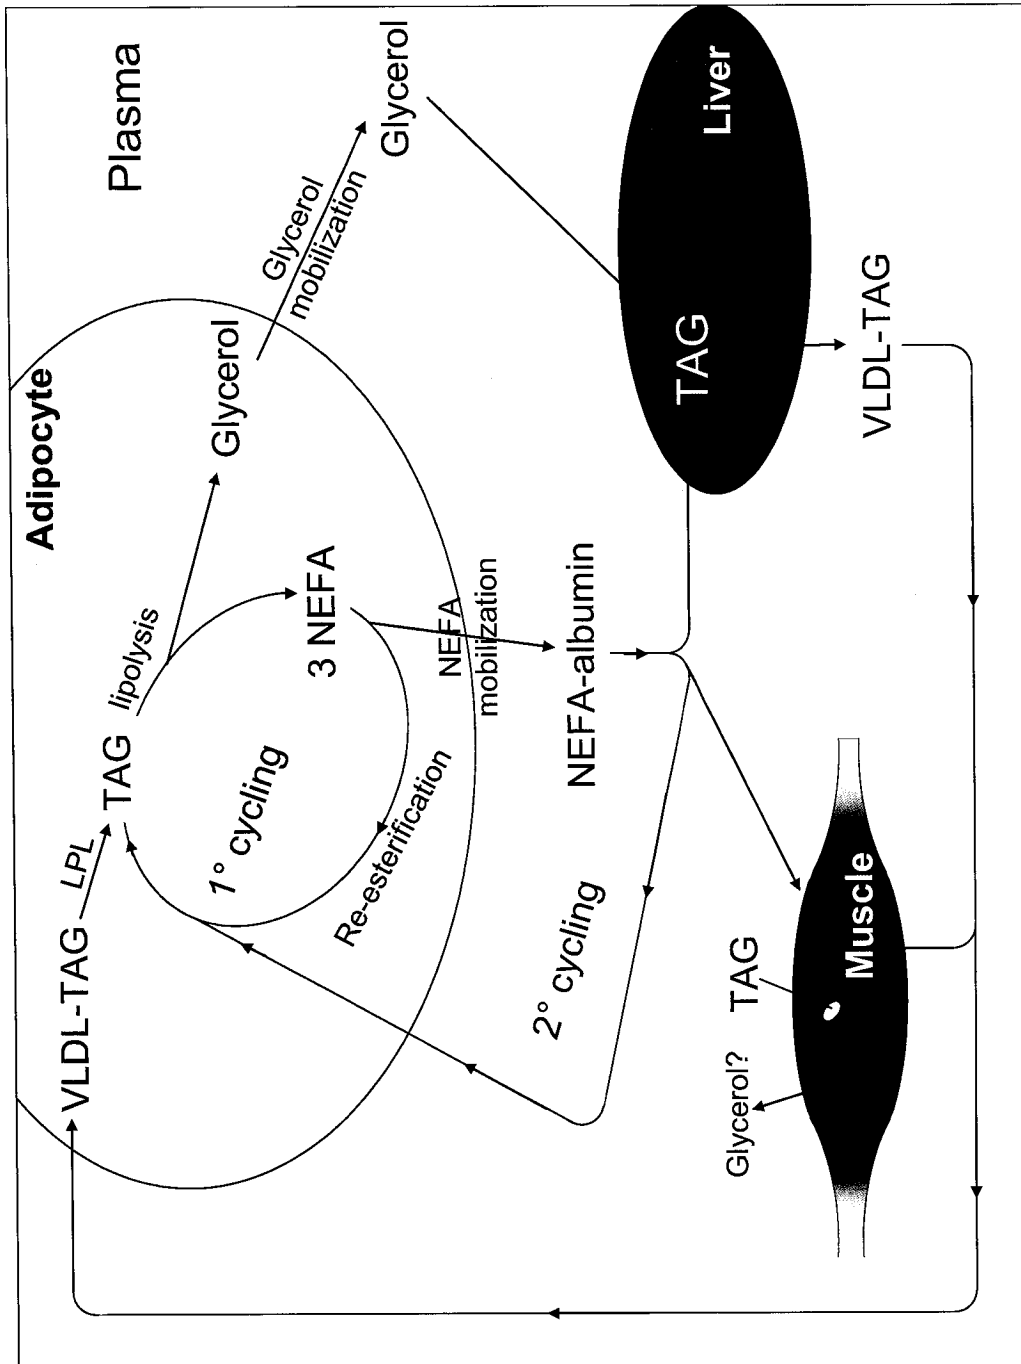 Adipocyte
Plasma
VLDL-TAG
LPL
TAG
lipolysis
Glycerol
Glycerol
mobilization
Glycerol
1° cycling
3 NEFA
Re-esterification
NEFA
mobilization
2° cycling
NEFA-albumin
TAG
Liver
Glycerol?
TAG
Muscle
VLDL-TAG